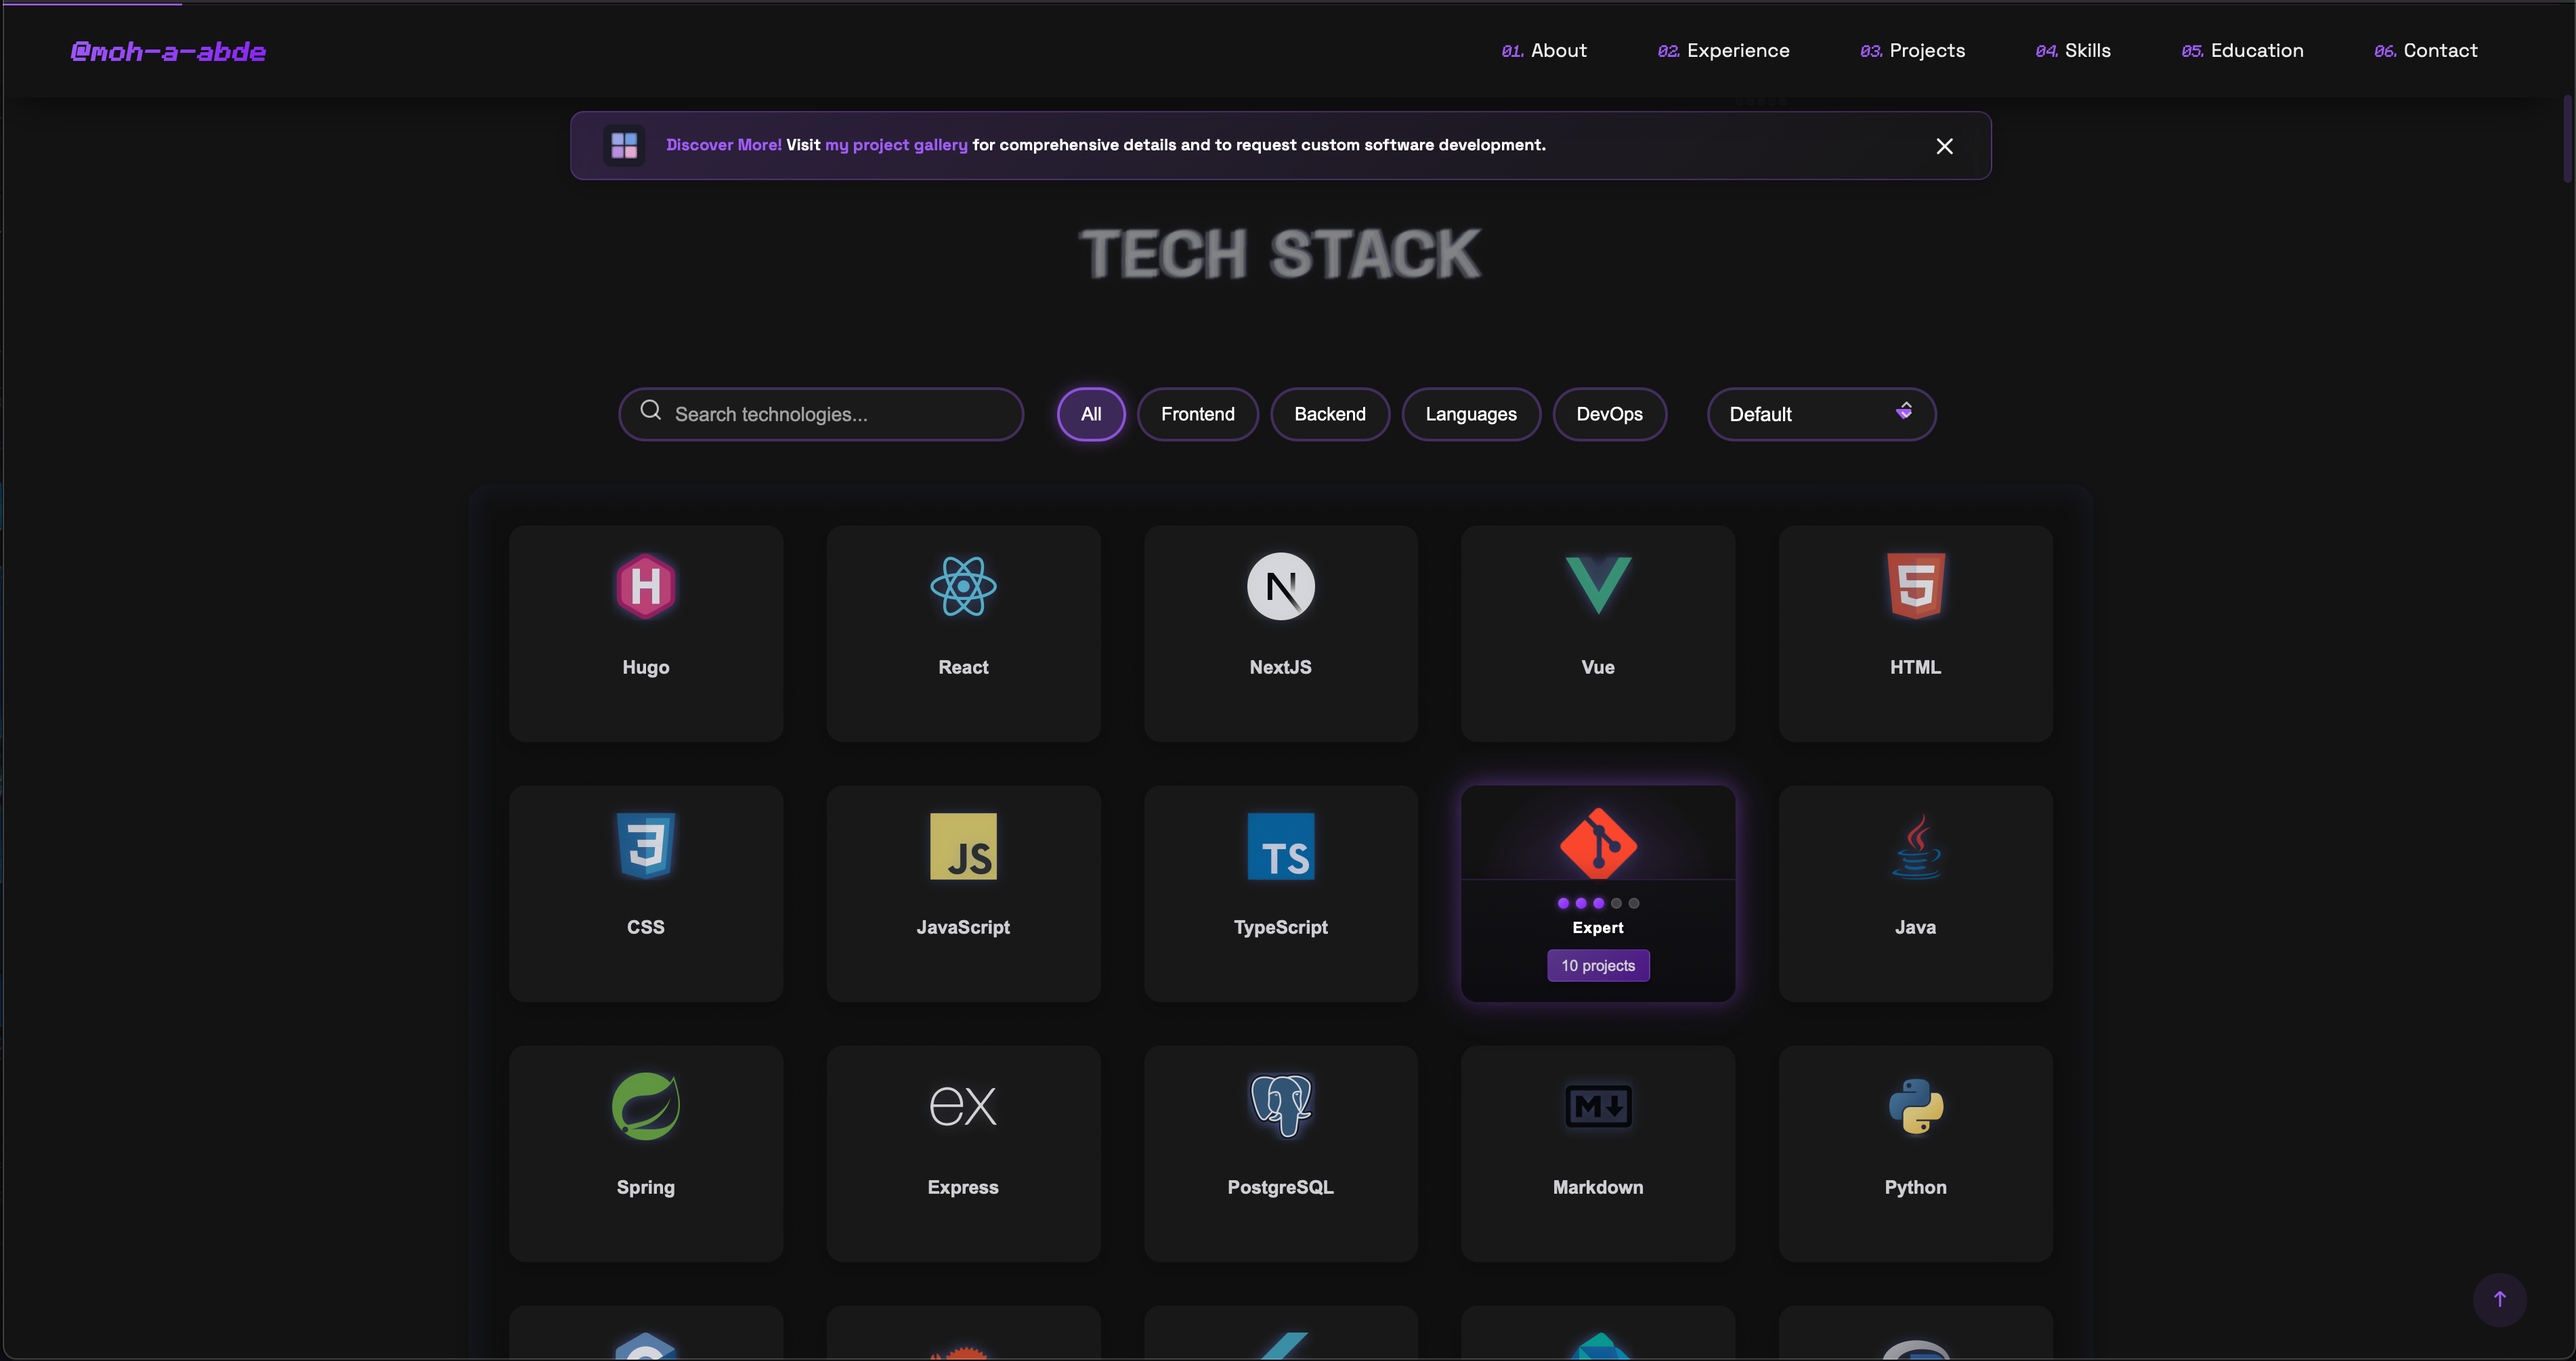 @moh-a-abde
01. About
02. Experience
03. Projects
04. Skills
05. Education
06. Contact
Discover More! Visit my project gallery for comprehensive details and to request custom software development.
TECH STACK
Search technologies...
All
Frontend
Backend
Languages
DevOps
Default
H
N
5
Hugo
React
NextJS
Vue
HTML
3
JS
TS
CSS
JavaScript
TypeScript
Expert
10 projects
Java
ex
M
Spring
Express
PostgreSQL
Markdown
Python